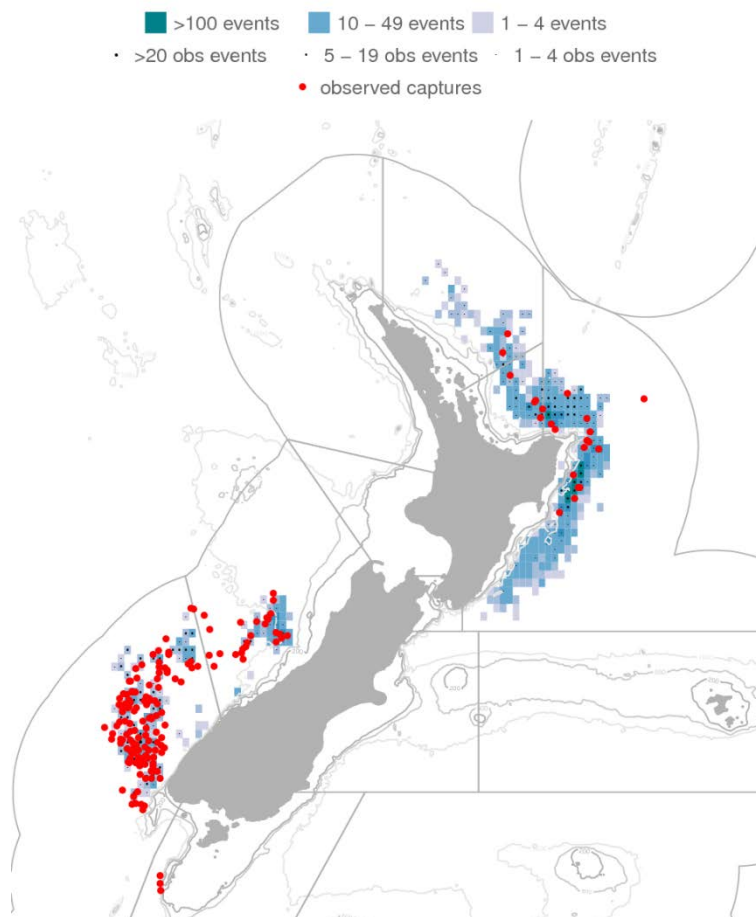 >100 events 10 – 49 events 1 – 4 events
>20 obs events 5 – 19 obs events 1 – 4 obs events
observed captures